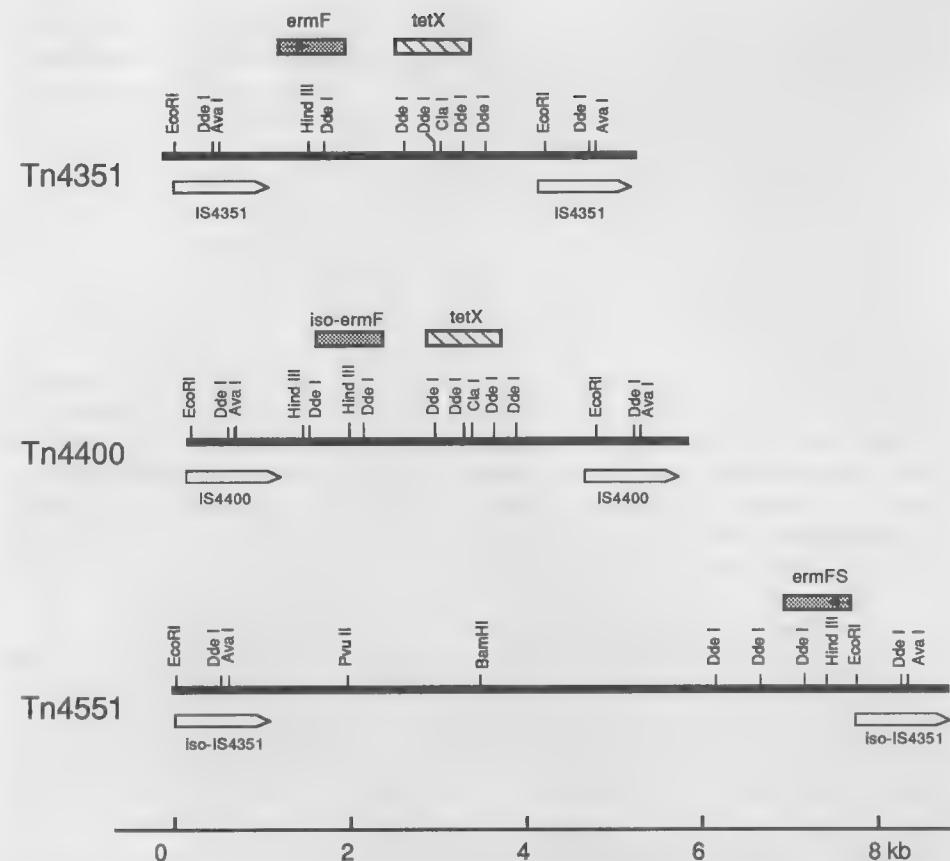 ermF tetX
EcoRI Dde I Ava I Hind III Dde I Dde I Dde I Cla I Dde I Dde I EcoRI Dde I Ava I
Tn4351
IS4351 IS4351
iso-ermF tetX
EcoRI Dde I Ava I Hind III Dde I Hind III Dde I Dde I Dde I Cla I Dde I Dde I EcoRI Dde I Ava I
Tn4400
IS4400 IS4400
ermFS
EcoRI Dde I Ava I Pvu II BamHI Dde I Dde I Dde I Hind III EcoRI Dde I Ava I
Tn4551
iso-IS4351 iso-IS4351
0 2 4 6 8 kb